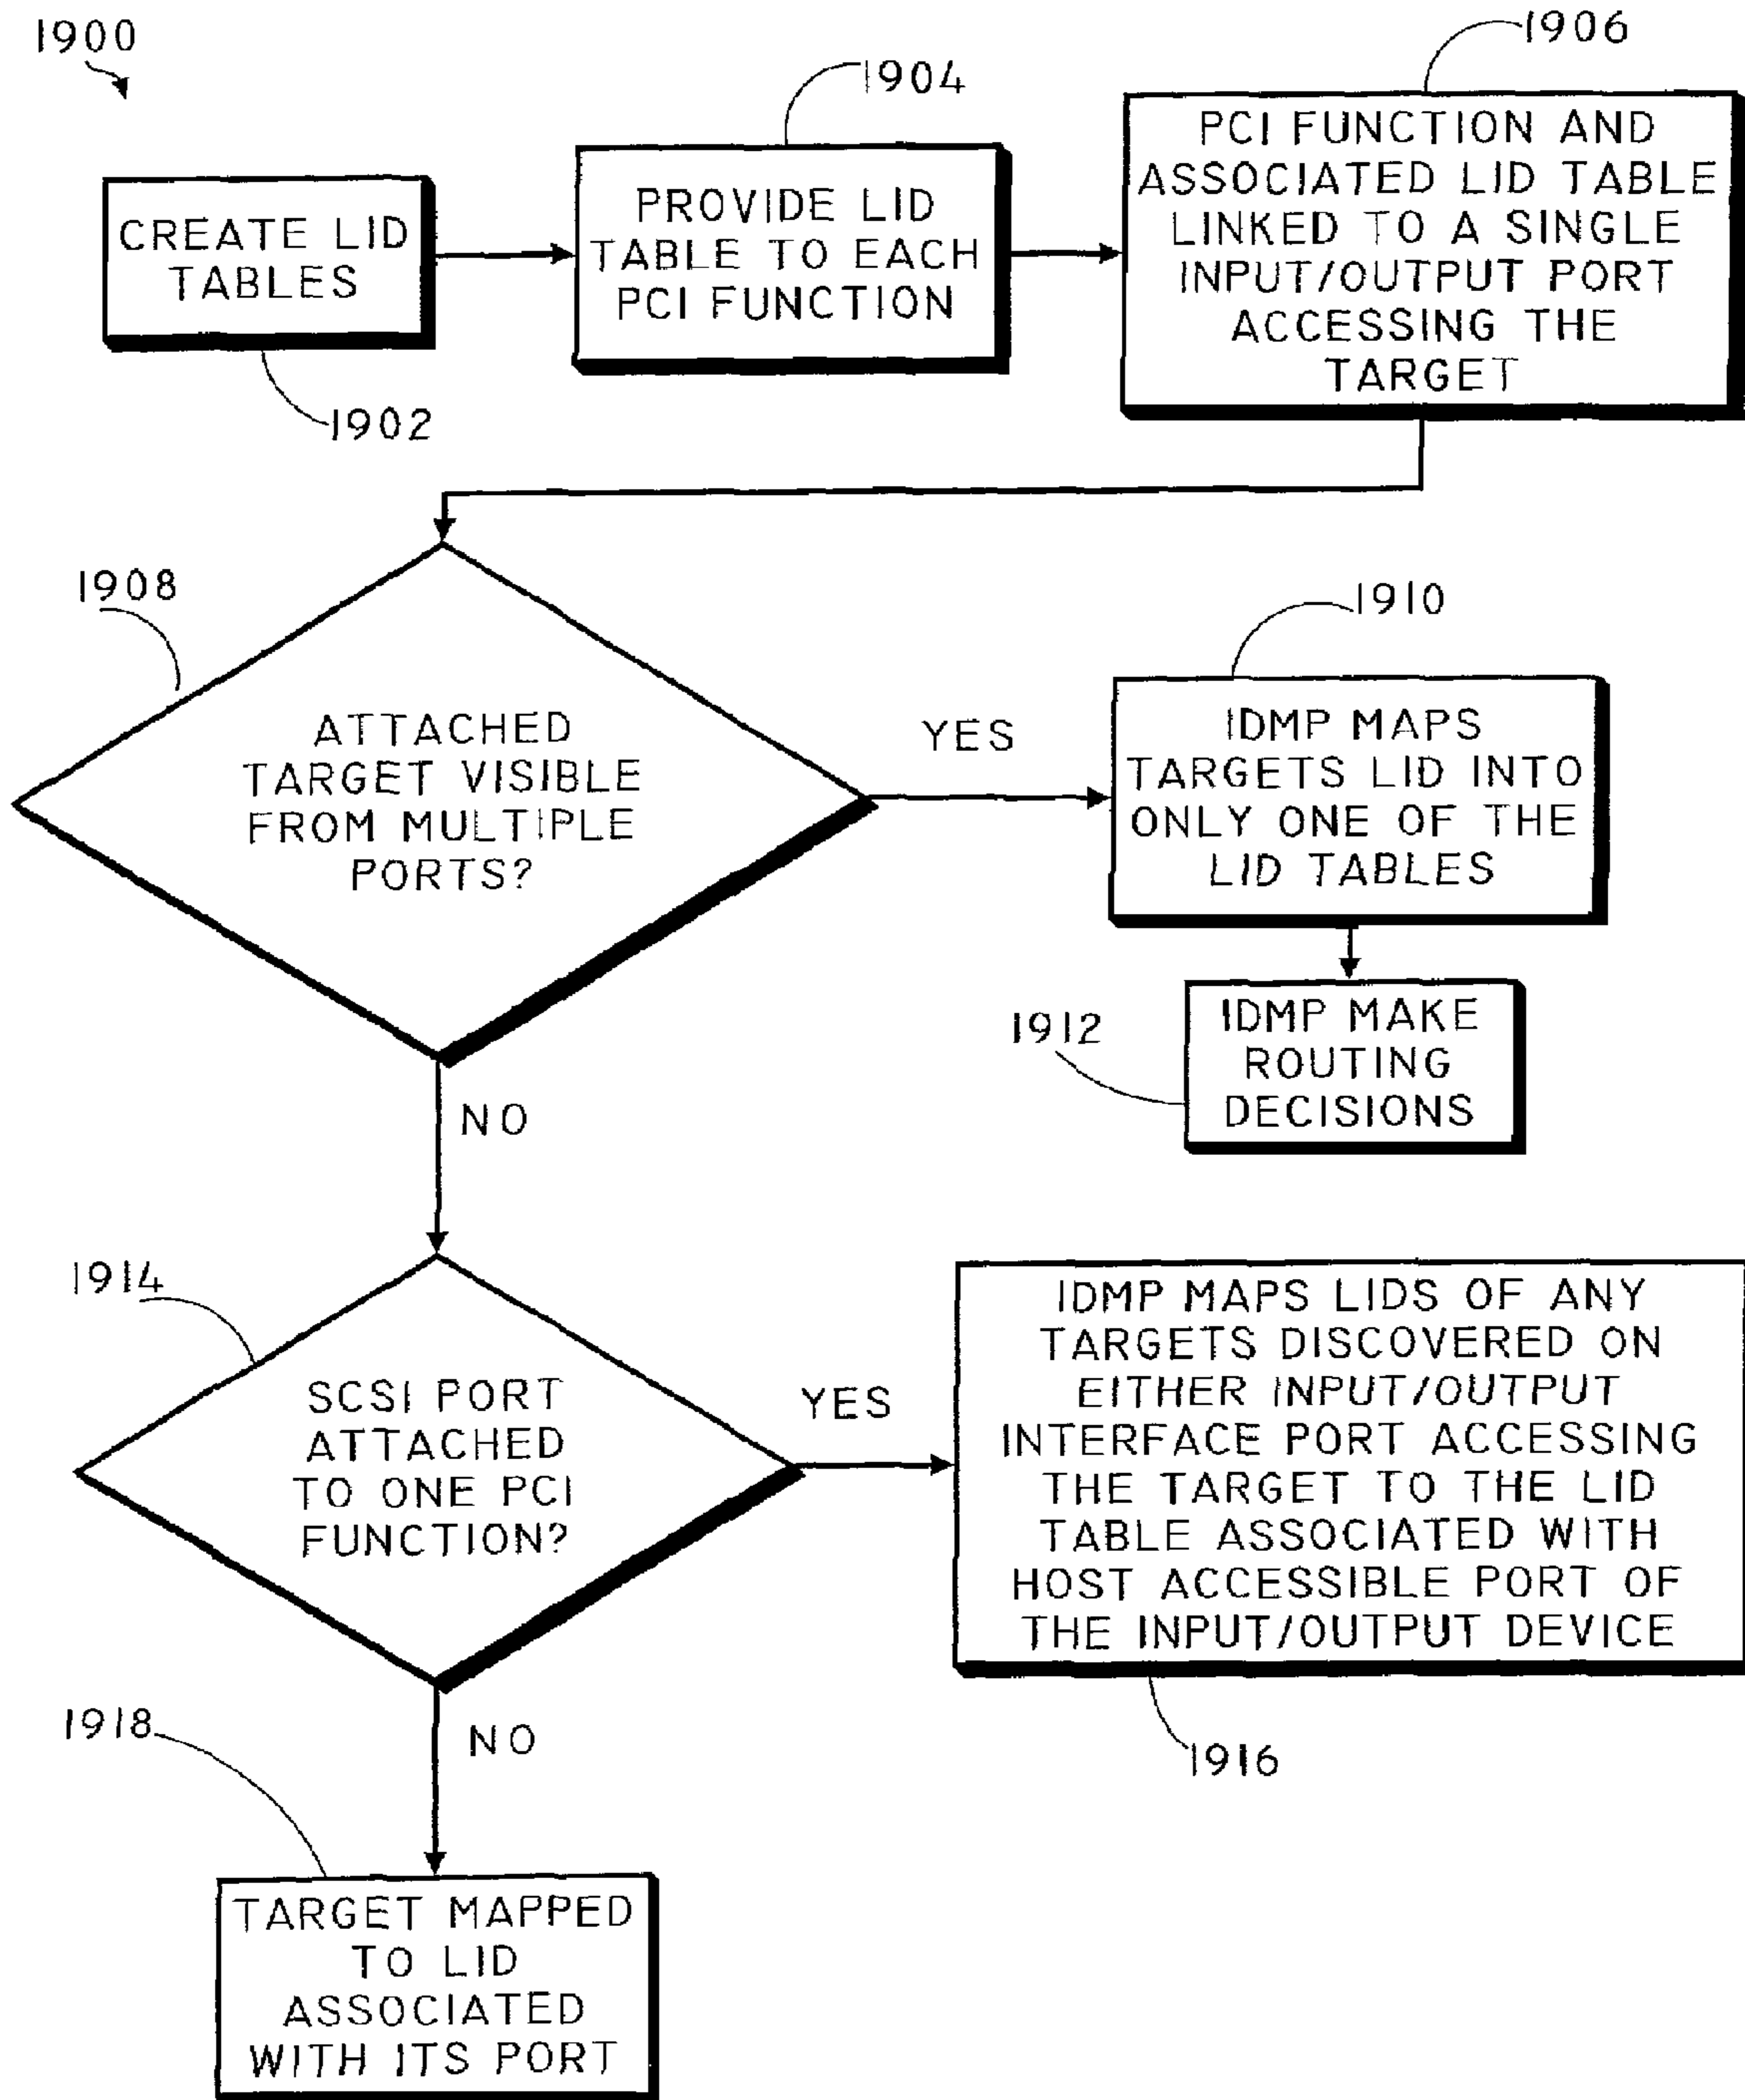 1900
1904
1906
CREATE LID
TABLES
1902
PROVIDE LID
TABLE TO EACH
PCI FUNCTION
PCI FUNCTION AND
ASSOCIATED LID TABLE
LINKED TO A SINGLE
INPUT/OUTPUT PORT
ACCESSING THE
TARGET
1908
ATTACHED
TARGET VISIBLE
FROM MULTIPLE
PORTS?
YES
1910
IDMP MAPS
TARGETS LID INTO
ONLY ONE OF THE
LID TABLES
1912
IDMP MAKE
ROUTING
DECISIONS
NO
1914
SCSI PORT
ATTACHED
TO ONE PCI
FUNCTION?
YES
IDMP MAPS LIDS OF ANY
TARGETS DISCOVERED ON
EITHER INPUT/OUTPUT
INTERFACE PORT ACCESSING
THE TARGET TO THE LID
TABLE ASSOCIATED WITH
HOST ACCESSIBLE PORT OF
THE INPUT/OUTPUT DEVICE
1916
NO
1918
TARGET MAPPED
TO LID
ASSOCIATED
WITH ITS PORT